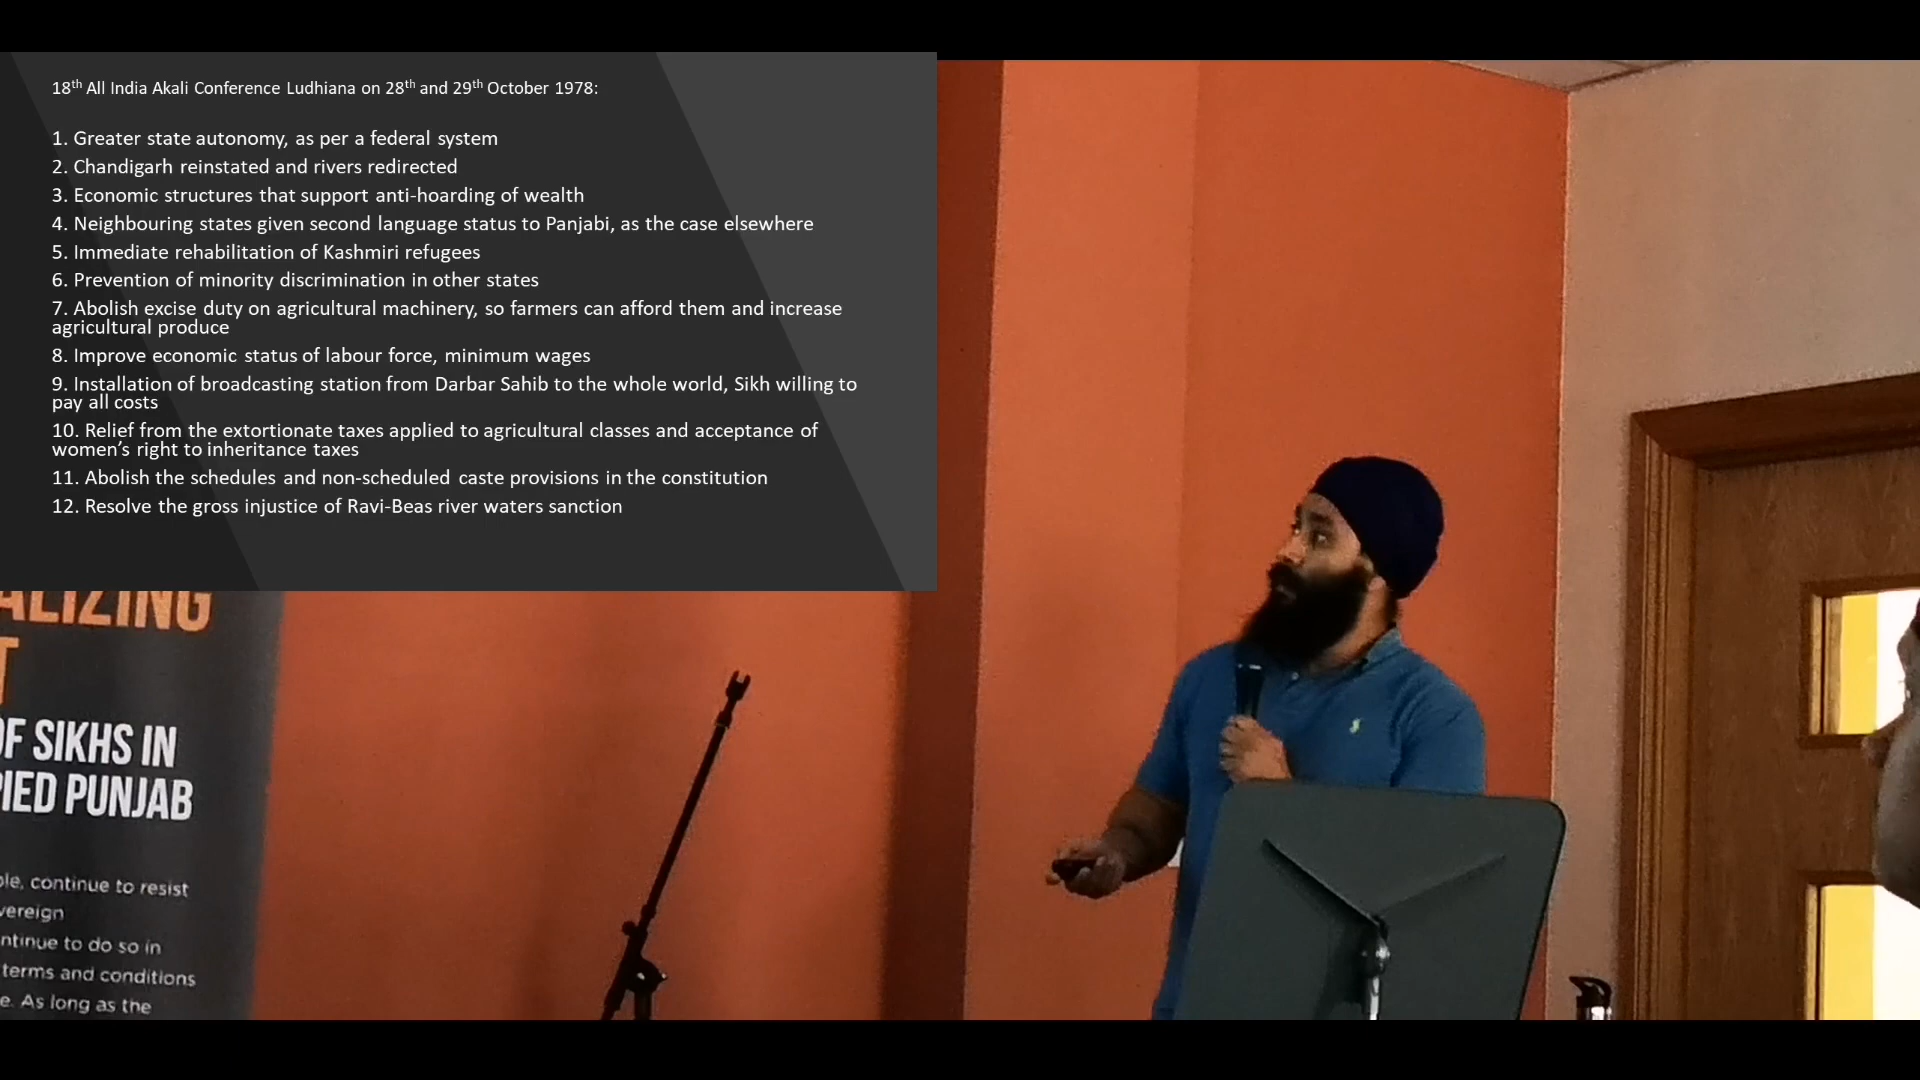 18th All India Akali Conference Ludhiana on 28th and 29th October 1978:
1. Greater state autonomy, as per a federal system
2. Chandigarh reinstated and rivers redirected
3. Economic structures that support anti-hoarding of wealth
4. Neighbouring states given second language status to Panjabi, as the case elsewhere
5. Immediate rehabilitation of Kashmiri refugees
6. Prevention of minority discrimination in other states
7. Abolish excise duty on agricultural machinery, so farmers can afford them and increase
agricultural produce
8. Improve economic status of labour force, minimum wages
9. Installation of broadcasting station from Darbar Sahib to the whole world, Sikh willing to
pay all costs
10. Relief from the extortionate taxes applied to agricultural classes and acceptance of
women’s right to inheritance taxes
11. Abolish the schedules and non-scheduled caste provisions in the constitution
12. Resolve the gross injustice of Ravi-Beas river waters sanction
ALIZING
T
OF SIKHS IN
PIED PUNJAB
ple, continue to resist
vereign
ntinue to do so in
terms and conditions
e. As long as the